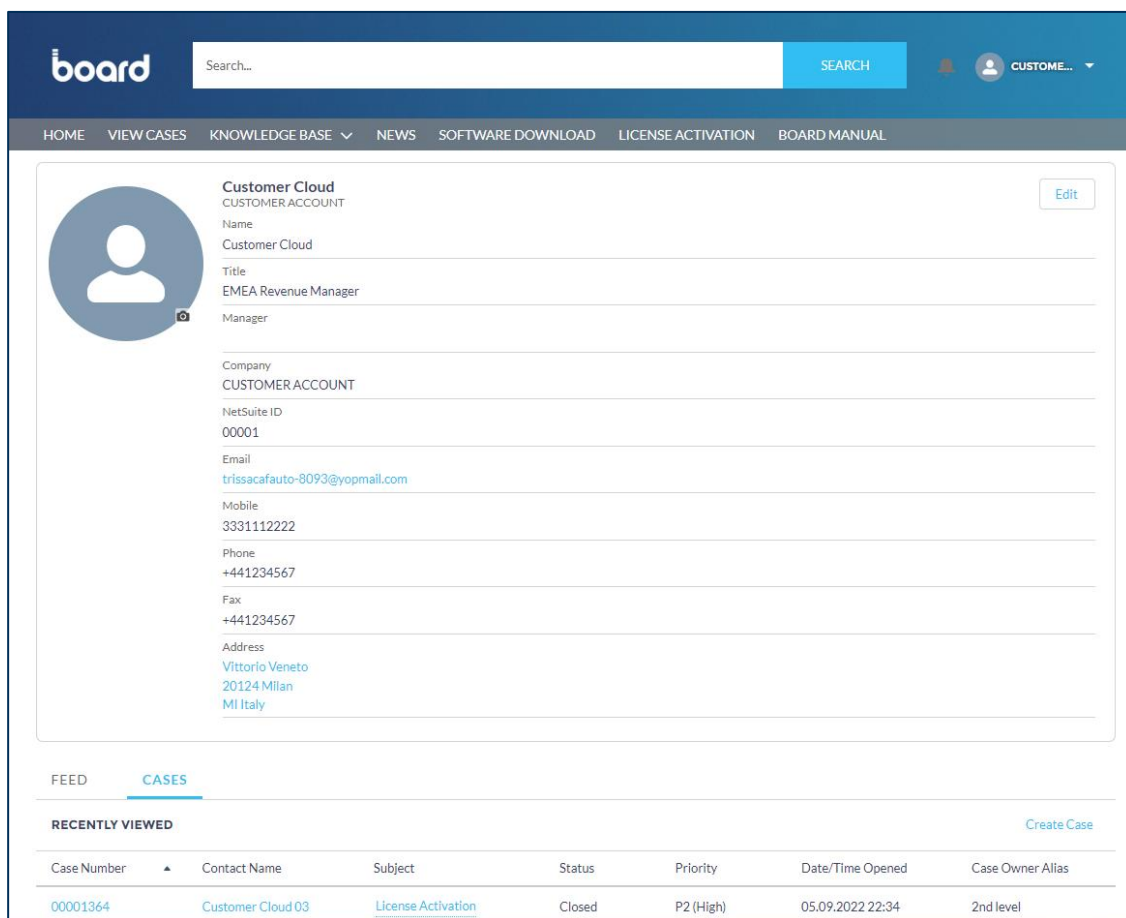 board
Search...
SEARCH
CUSTOME...
HOME VIEW CASES KNOWLEDGE BASE NEWS SOFTWARE DOWNLOAD LICENSE ACTIVATION BOARD MANUAL
Customer Cloud
CUSTOMER ACCOUNT
Edit
Name
Customer Cloud
Title
EMEA Revenue Manager
Manager
Company
CUSTOMER ACCOUNT
NetSuite ID
00001
Email
trissacafauto-8093@yopmail.com
Mobile
3331112222
Phone
+441234567
Fax
+441234567
Address
Vittorio Veneto
20124 Milan
MI Italy
FEED CASES
RECENTLY VIEWED Create Case
Case Number Contact Name Subject Status Priority Date/Time Opened Case Owner Alias
00001364 Customer Cloud 03 License Activation Closed P2 (High) 05.09.2022 22:34 2nd level